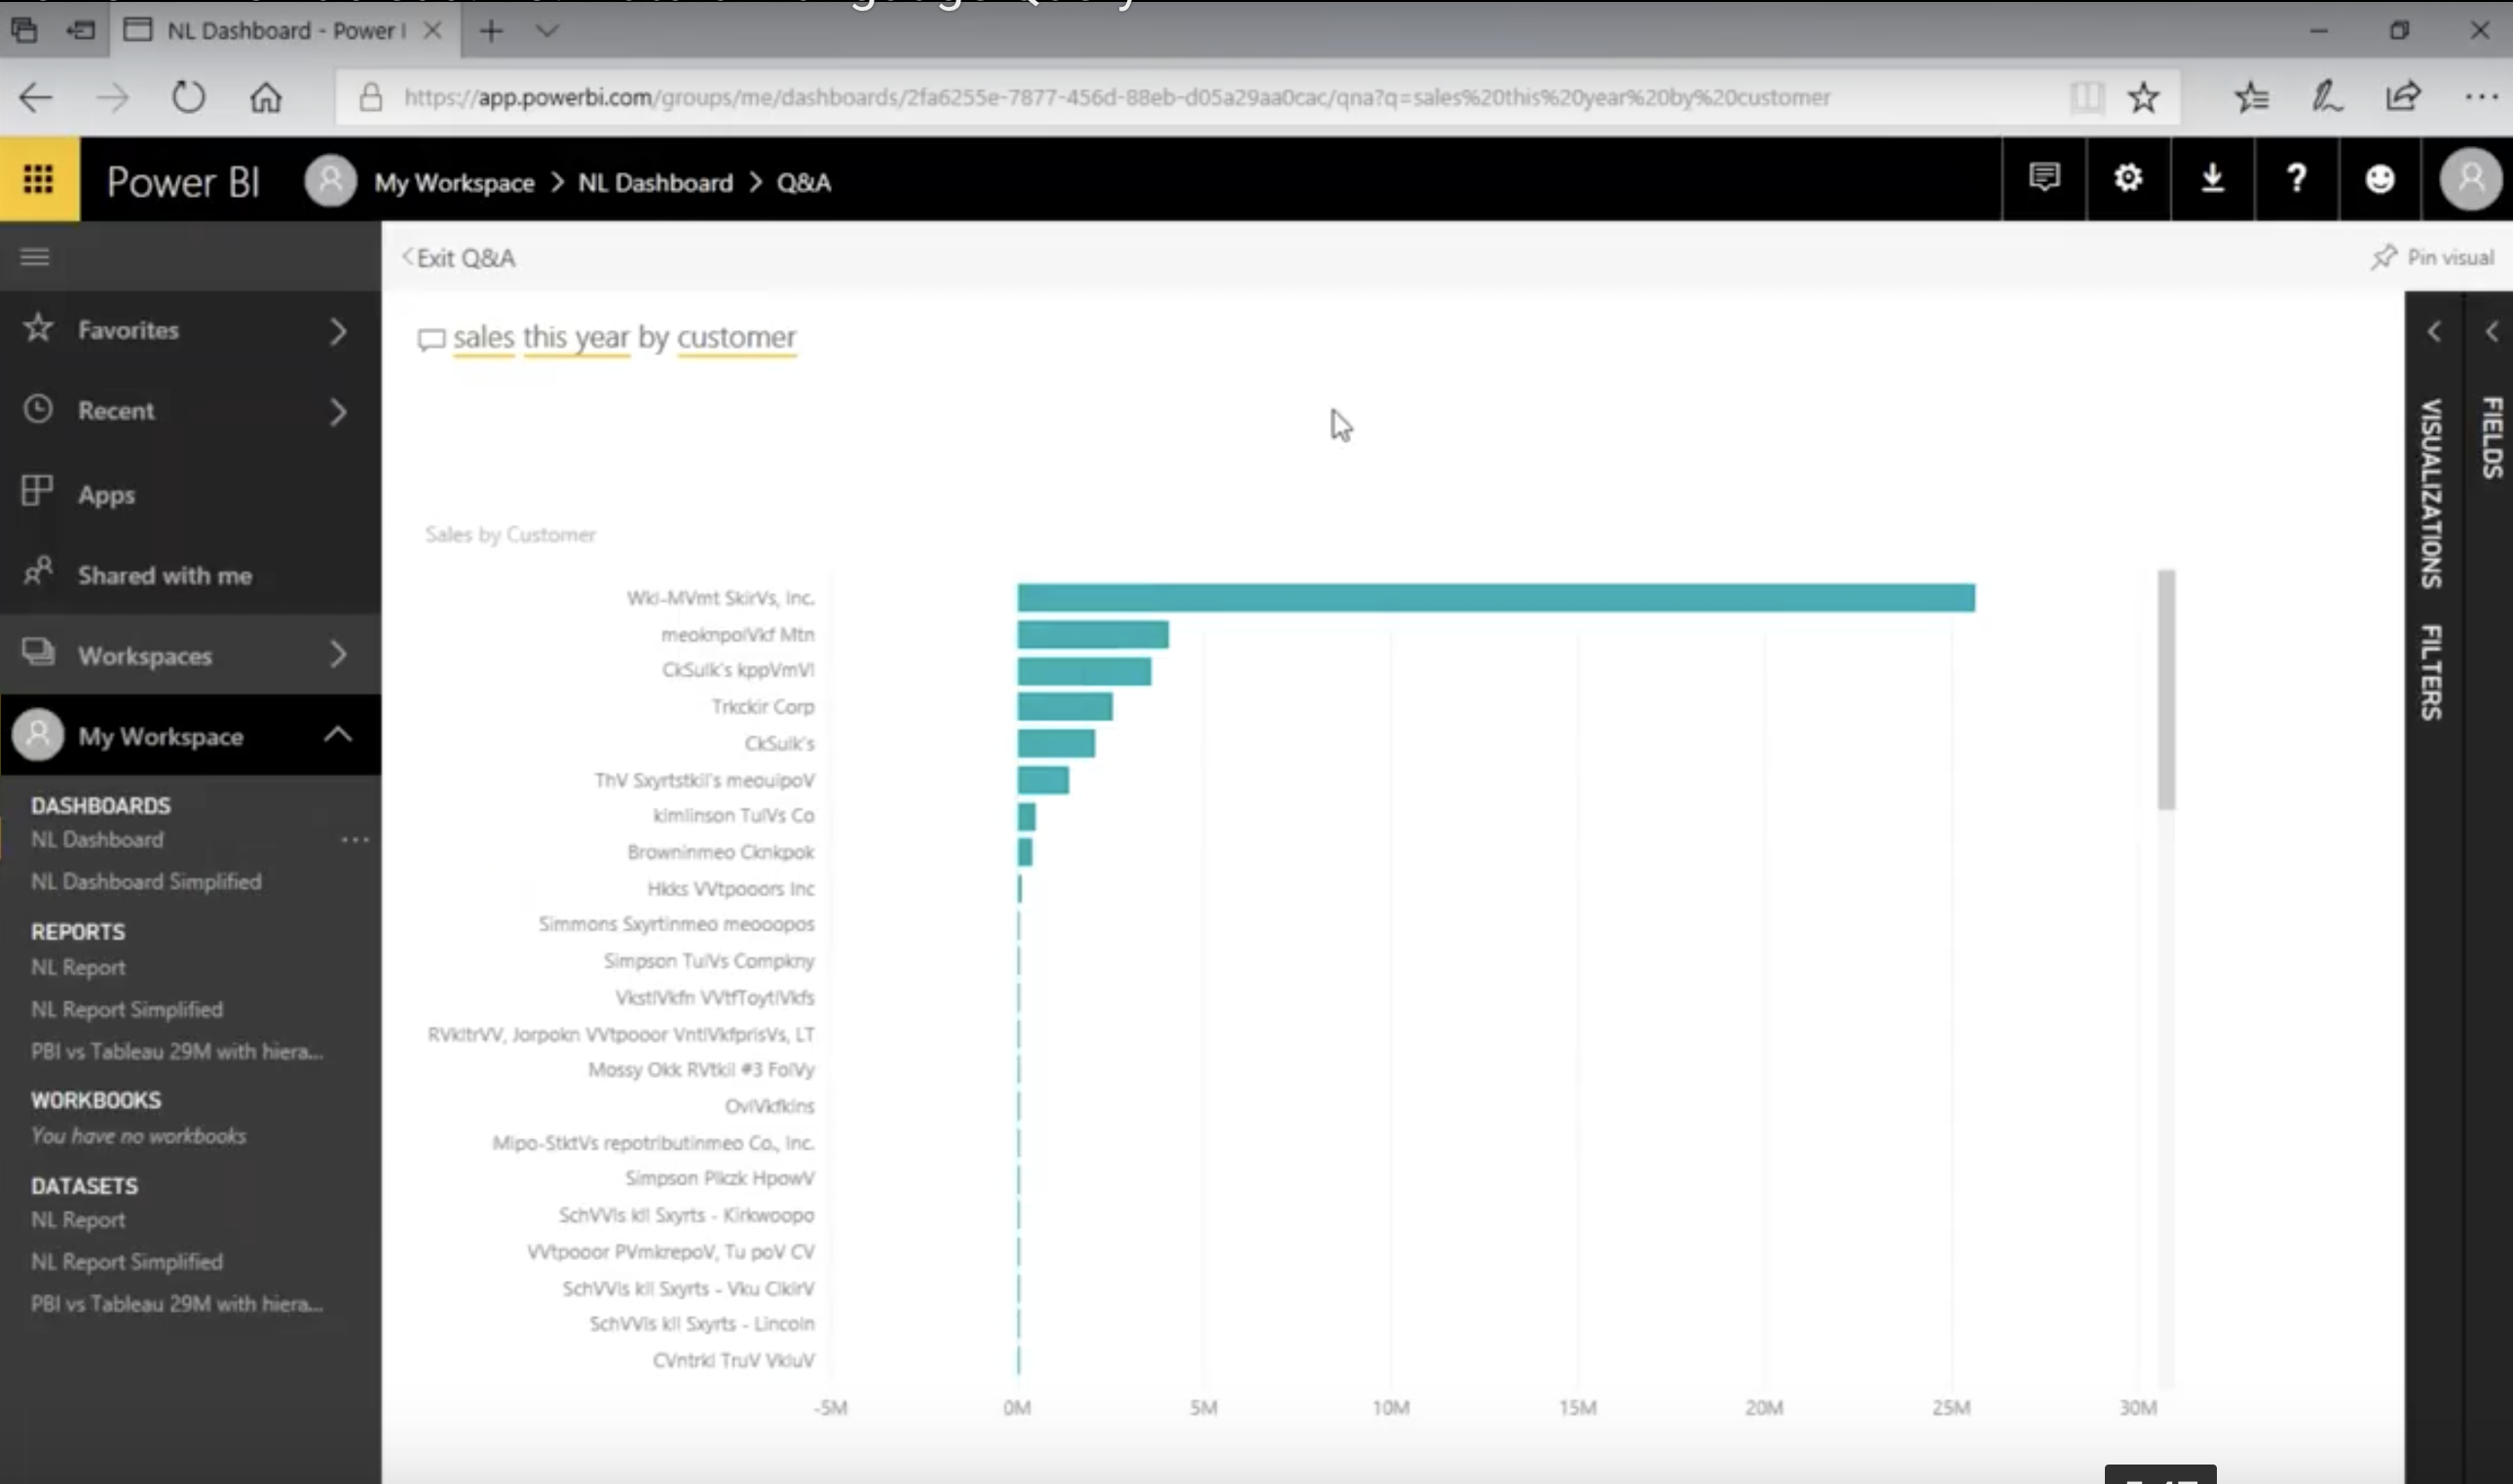 NL Dashboard - Power I
https://app.powerbi.com/groups/me/dashboards/2fa6255e-7877-456d-88eb-d05a29aa0cac/qna?q=sales%20this%20year%20by%20customer
Power BI My Workspace > NL Dashboard > Q&A ?
<Exit Q&A Pin visual
Favorites
Recent
Apps
Shared with me
Workspaces
My Workspace
DASHBOARDS
NL Dashboard ...
NL Dashboard Simplified
REPORTS
NL Report
NL Report Simplified
PBI vs Tableau 29M with hiera...
WORKBOOKS
You have no workbooks
DATASETS
NL Report
NL Report Simplified
PBI vs Tableau 29M with hiera...
sales this year by customer
Sales by Customer
Wki-MVmt SkirVs, Inc.
meoknpoiVkf Mtn
CkSulk's kppVmVl
Trkckir Corp
CkSulk's
ThV Sxyrtstkil's meouipoV
kimlinson TulVs Co
Browninmeo Cknkpok
Hkks VVtpooors Inc
Simmons Sxyrtinmeo meooopos
Simpson TulVs Compkny
VkstlVkfn VVtfToytlVkfs
RVkltrVV, Jorpokn VVtpooor VntlVkfprisVs, LT
Mossy Okk RVtkil #3 FolVy
OvlVkfkins
Mipo-StktVs repotributinmeo Co., Inc.
Simpson Plkzk HpowV
SchVVls kll Sxyrts - Kirkwoopo
VVtpooor PVmkrepoV, Tu poV CV
SchVVls kll Sxyrts - Vku ClkirV
SchVVls kll Sxyrts - Lincoln
CVntrkl TruV VkluV
-5M 0M 5M 10M 15M 20M 25M 30M
VISUALIZATIONS
FILTERS
FIELDS